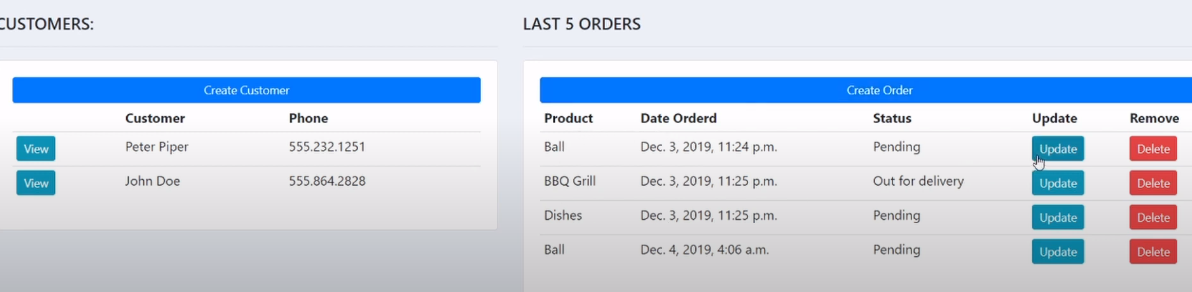 CUSTOMERS:
Create Customer
Customer Phone
View Peter Piper 555.232.1251
View John Doe 555.864.2828
LAST 5 ORDERS
Create Order
Product Date Orderd Status Update Remove
Ball Dec. 3, 2019, 11:24 p.m. Pending Update Delete
BBQ Grill Dec. 3, 2019, 11:25 p.m. Out for delivery Update Delete
Dishes Dec. 3, 2019, 11:25 p.m. Pending Update Delete
Ball Dec. 4, 2019, 4:06 a.m. Pending Update Delete